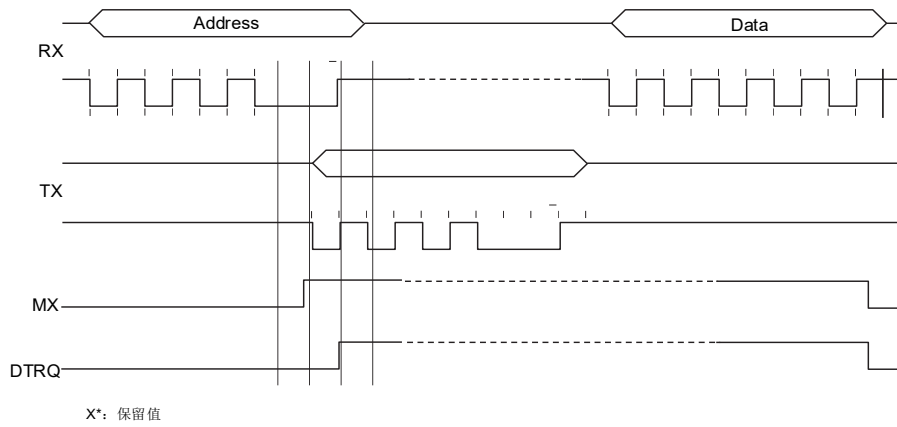 Address
Data
RX
TX
MX
DTRQ
X*：保留值